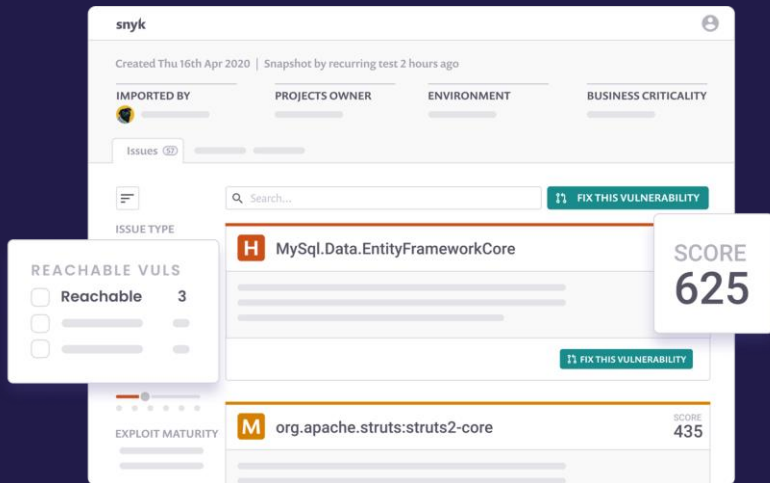 snyk
Created Thu 16th Apr 2020 | Snapshot by recurring test 2 hours ago
IMPORTED BY
PROJECTS OWNER
ENVIRONMENT
BUSINESS CRITICALITY
Issues 57
Search...
FIX THIS VULNERABILITY
ISSUE TYPE
REACHABLE VULS
Reachable 3
H MySql.Data.EntityFrameworkCore
SCORE
625
FIX THIS VULNERABILITY
EXPLOIT MATURITY
M org.apache.struts:struts2-core
SCORE
435